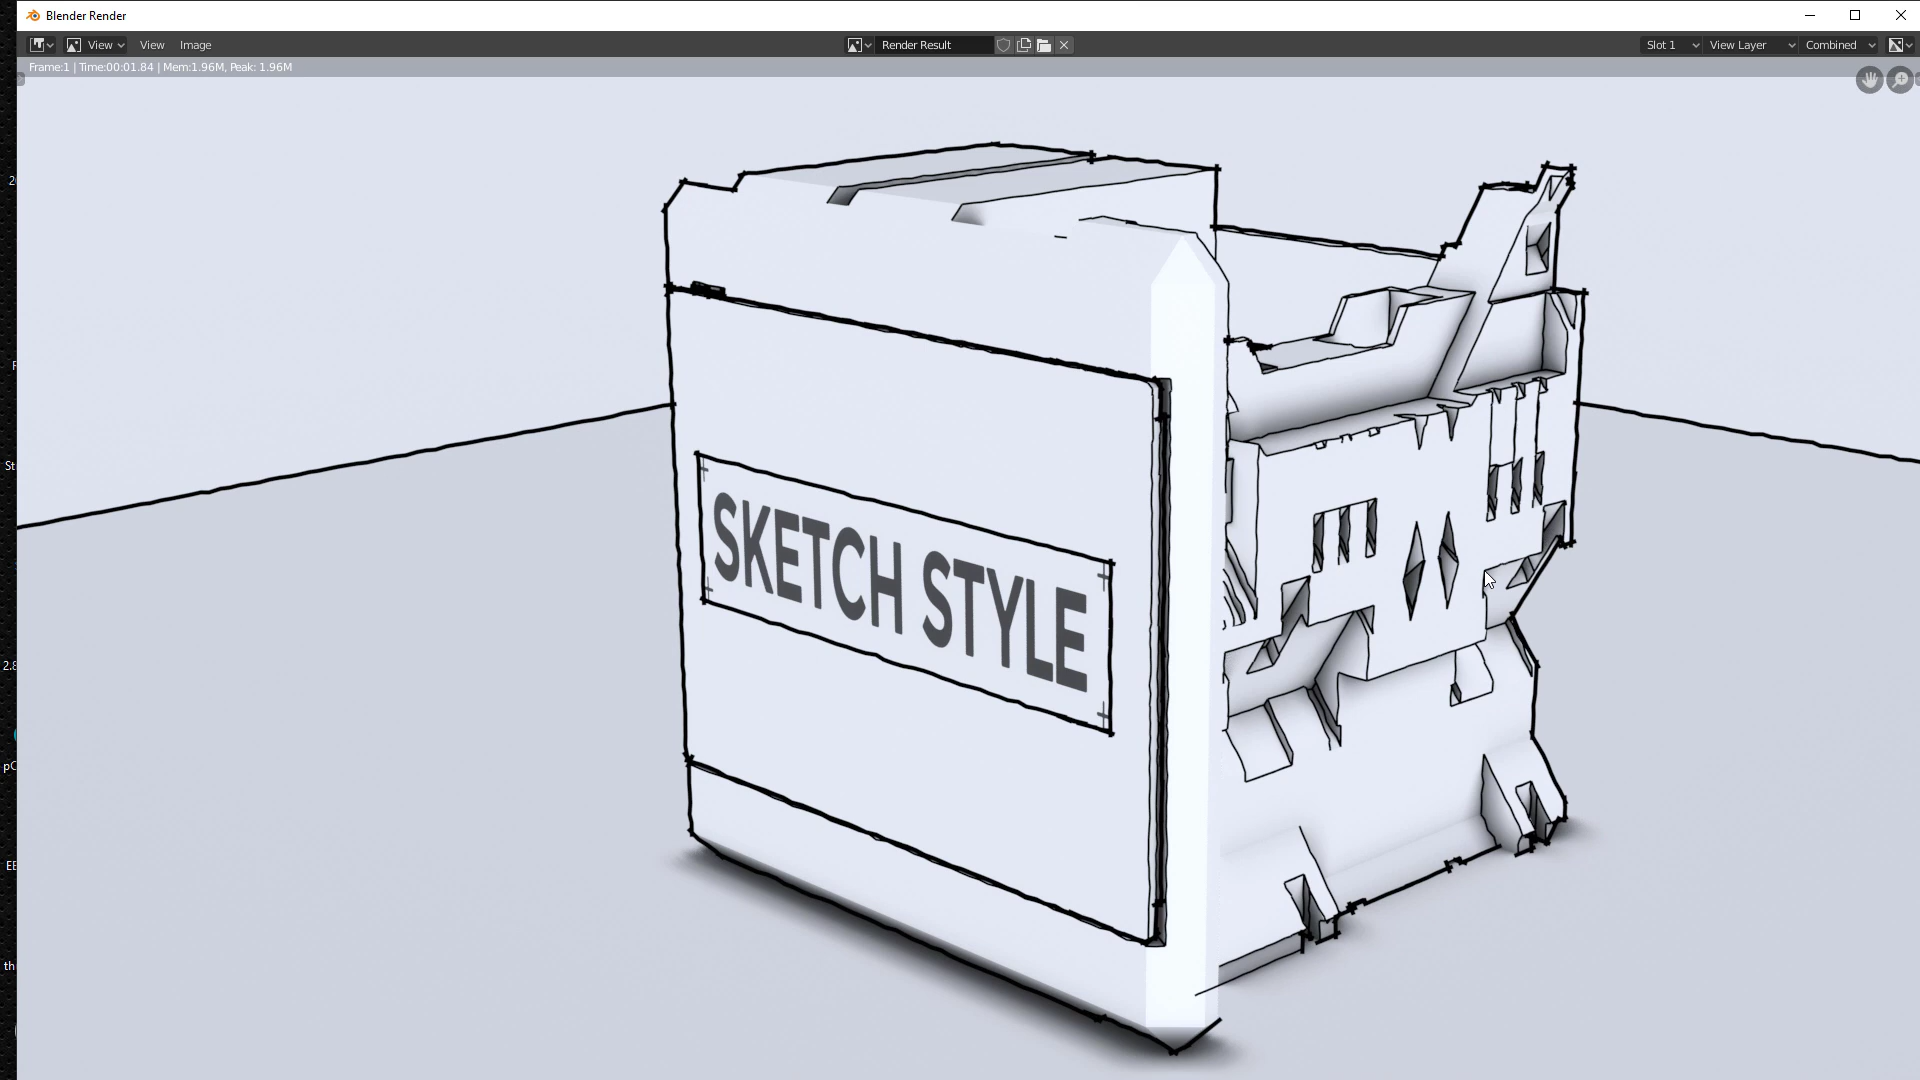 Blender Render
View View Image Render Result Slot 1 View Layer Combined
Frame:1 | Time:00:01.84 | Mem:1.96M, Peak: 1.96M
SKETCH STYLE